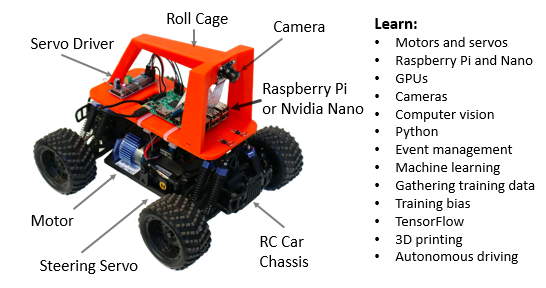 Roll Cage
Camera
Servo Driver
Raspberry Pi
or Nvidia Nano
Motor
Steering Servo
RC Car
Chassis
Learn:
• Motors and servos
• Raspberry Pi and Nano
• GPUs
• Cameras
• Computer vision
• Python
• Event management
• Machine learning
• Gathering training data
• Training bias
• TensorFlow
• 3D printing
• Autonomous driving